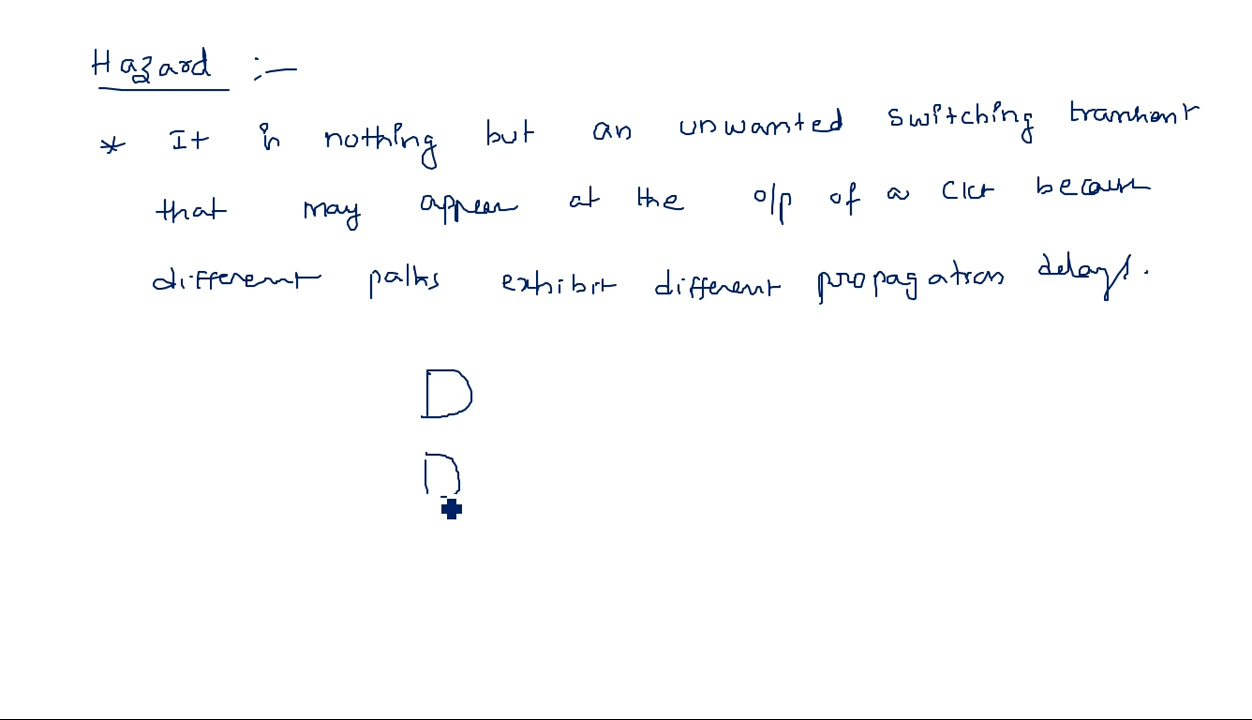 Hazard :-
* It is nothing but an unwanted switching transient
that may appear at the o/p of a ckt because
different paths exhibit different propagation delays.